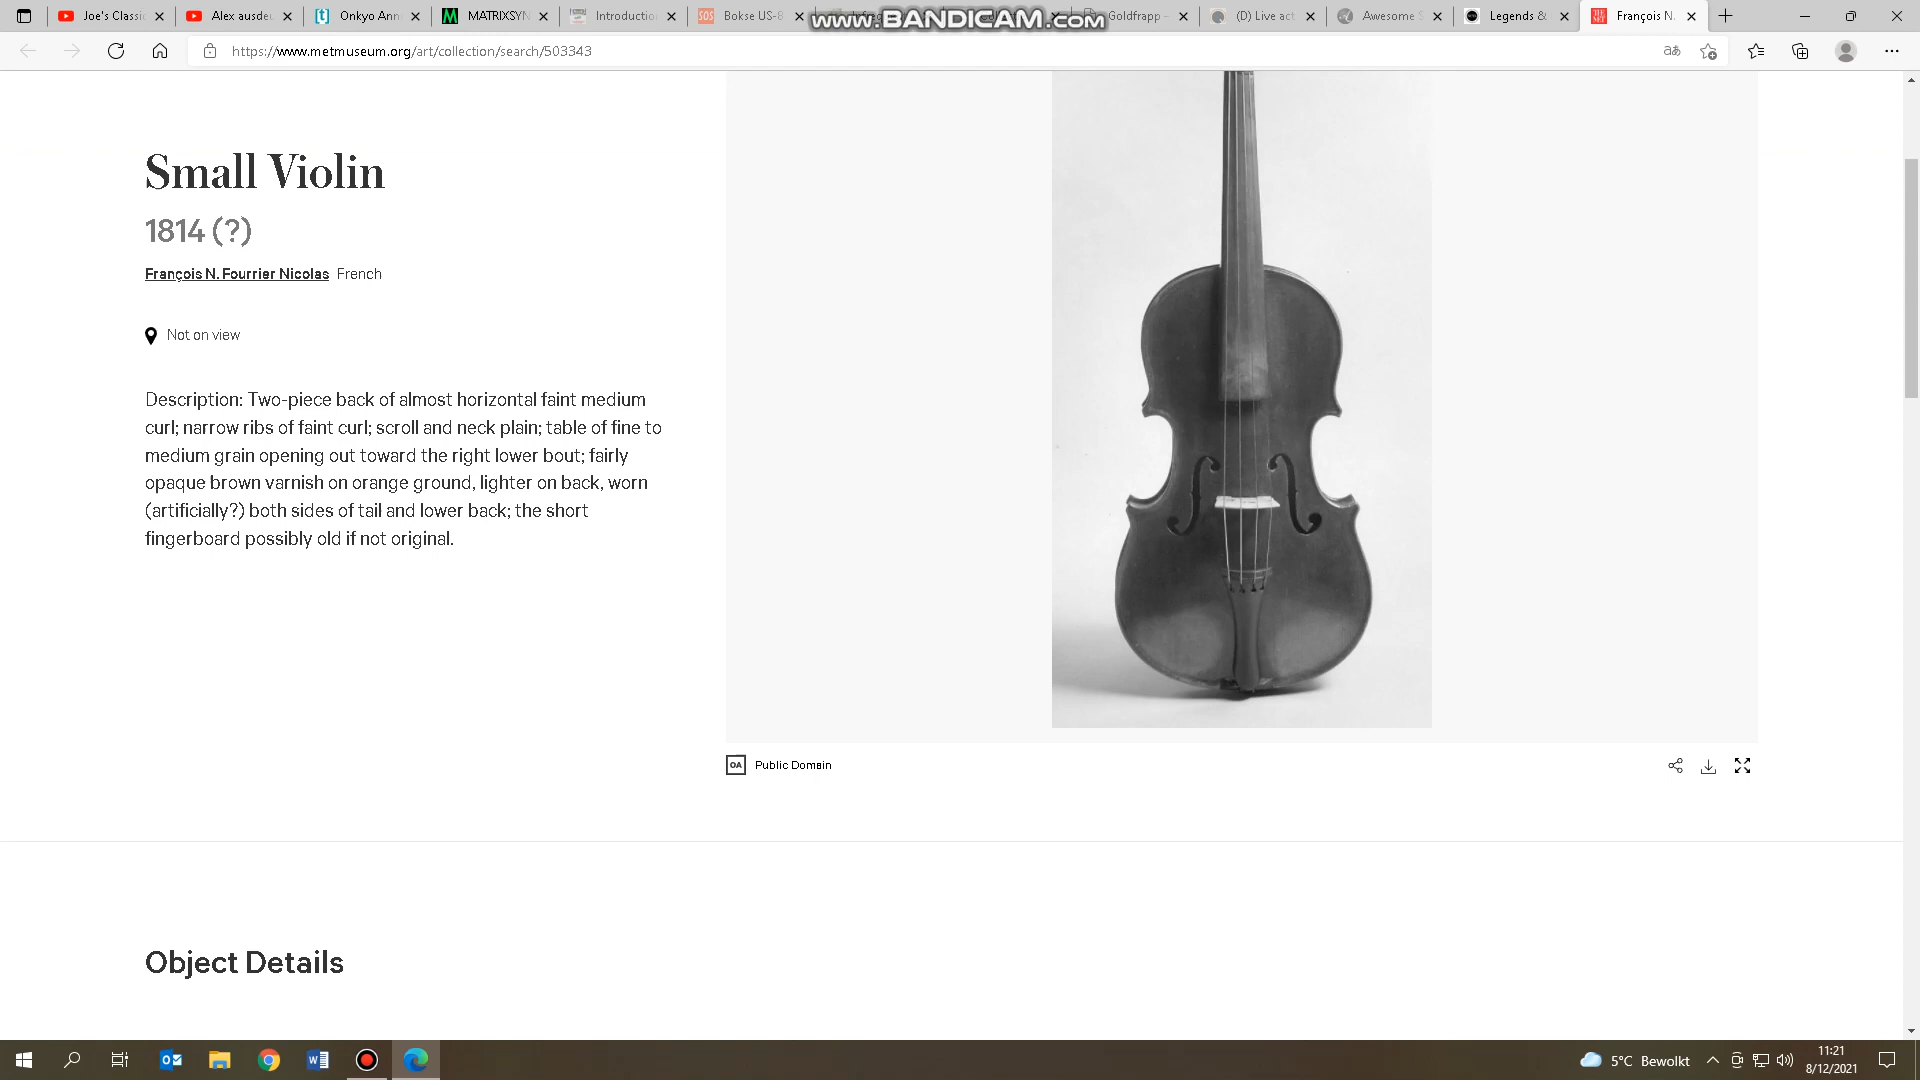 Joe's Classic
Alex ausdeu
Onkyo Ann
MATRIXSYN
Introduction
Bokse US-8
Goldfrapp –
(D) Live act
Awesome S
Legends &
François N.
www.BANDICAM.com
https://www.metmuseum.org/art/collection/search/503343
Small Violin
1814 (?)
François N. Fourrier Nicolas French
Not on view
Description: Two-piece back of almost horizontal faint medium
curl; narrow ribs of faint curl; scroll and neck plain; table of fine to
medium grain opening out toward the right lower bout; fairly
opaque brown varnish on orange ground, lighter on back, worn
(artificially?) both sides of tail and lower back; the short
fingerboard possibly old if not original.
OA Public Domain
Object Details
5°C Bewolkt
11:21
8/12/2021